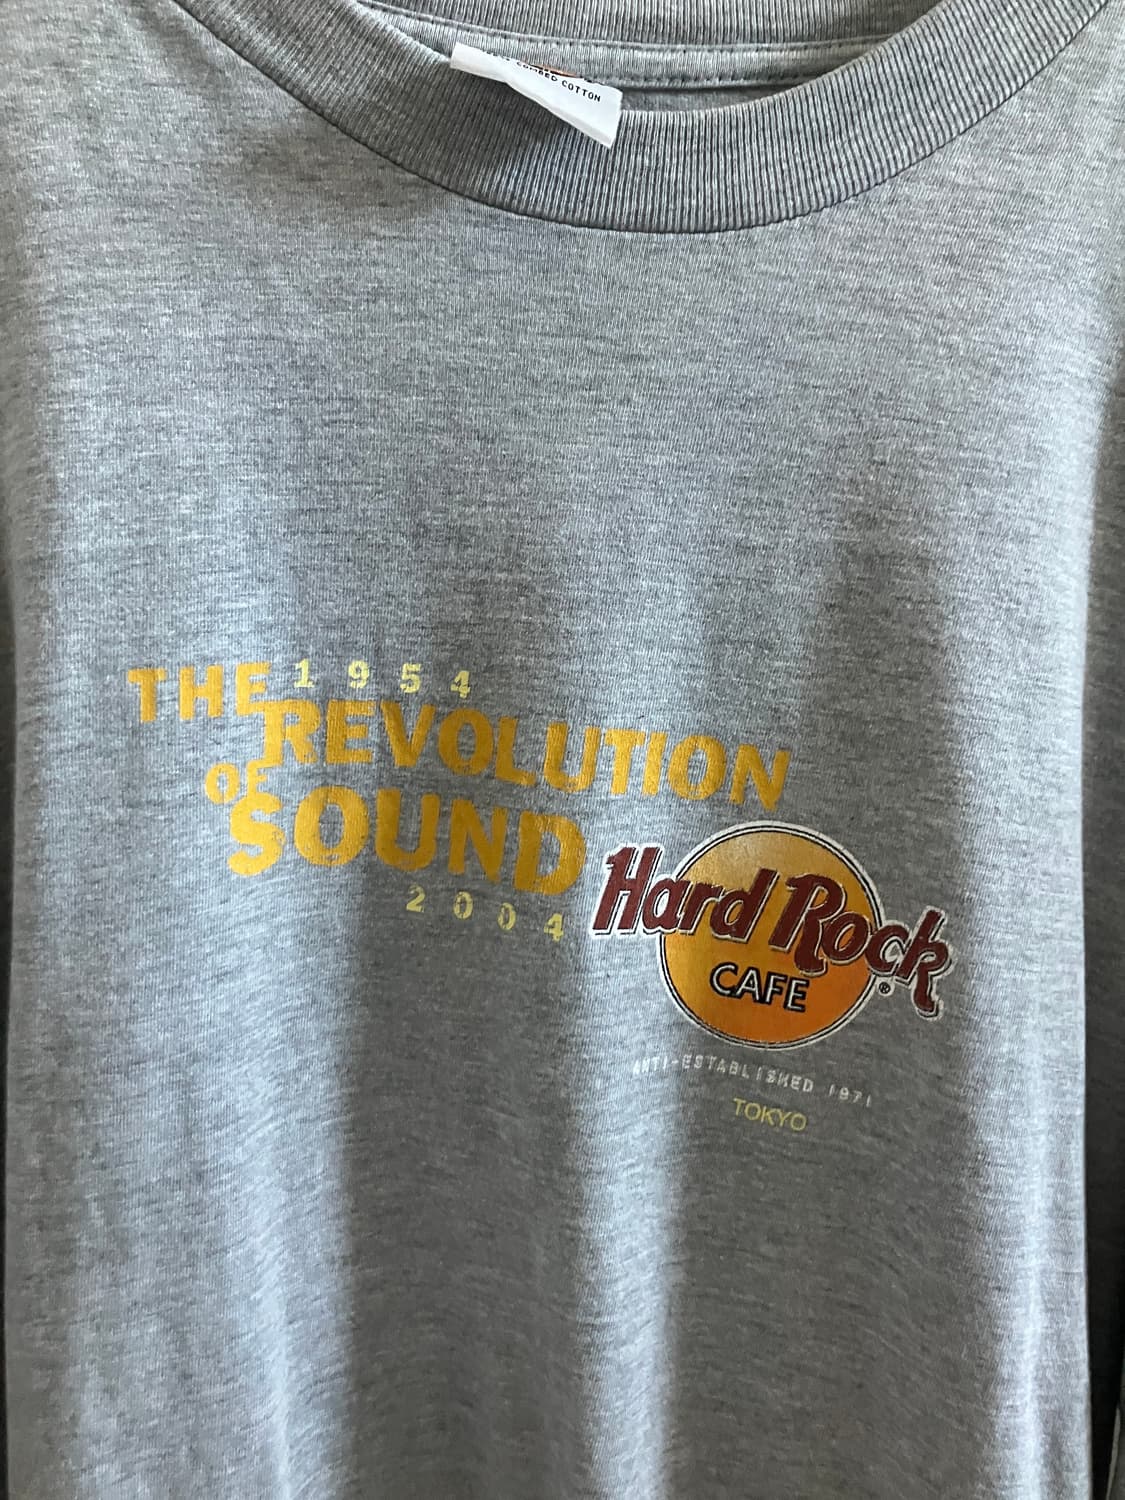 COMBED COTTON
1954
THE
REVOLUTION
OF
SOUND
2004
Hard Rock
CAFE
®
ANTI-ESTABLISHED 1971
TOKYO